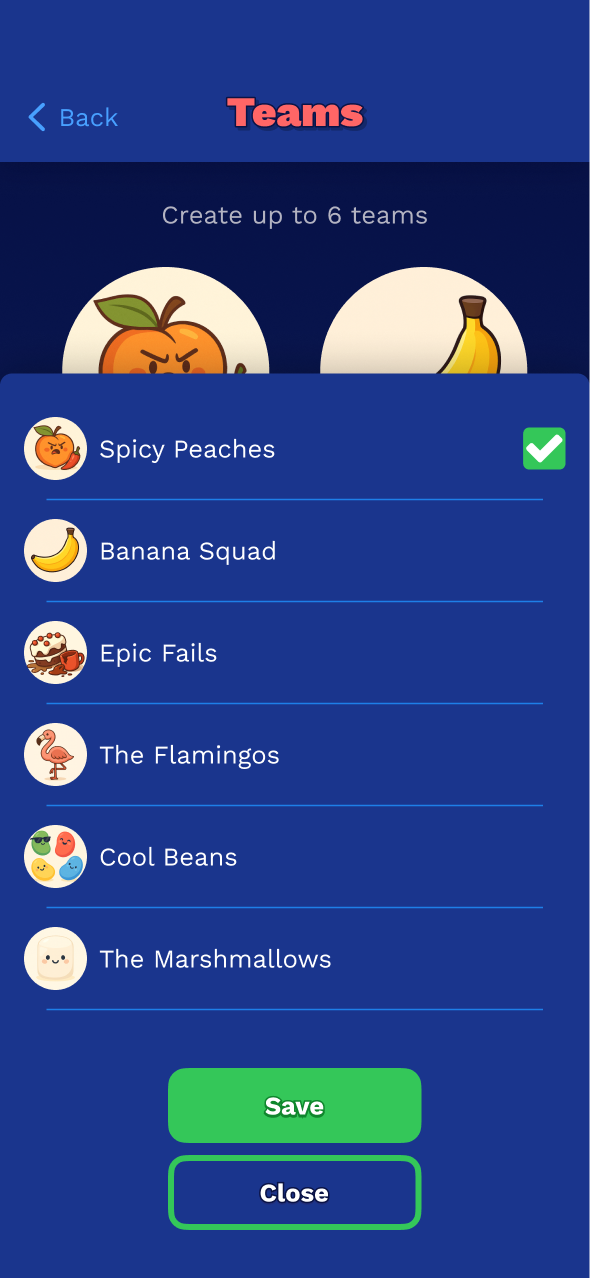 Back
Teams
Create up to 6 teams
Spicy Peaches
Banana Squad
Epic Fails
The Flamingos
Cool Beans
The Marshmallows
Save
Close